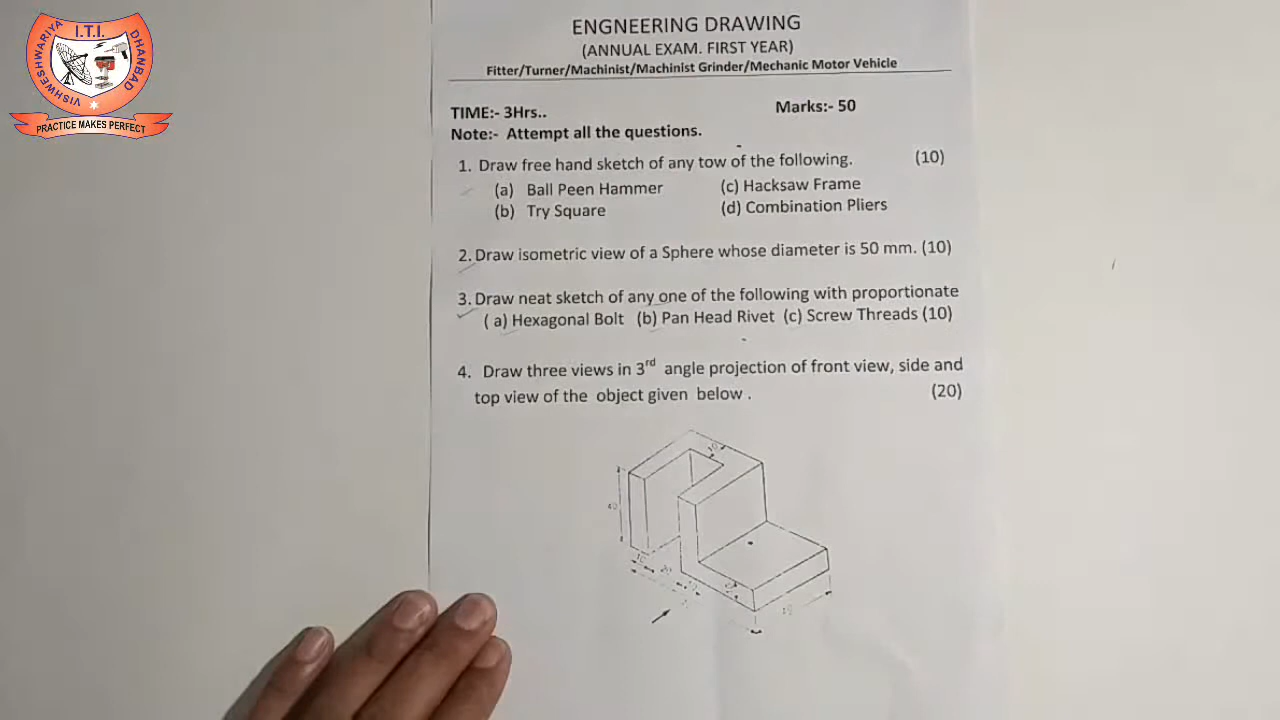 I.T.I.
VISHWESHWARIYA
DHANBAD
PRACTICE MAKES PERFECT
ENGNEERING DRAWING
(ANNUAL EXAM. FIRST YEAR)
Fitter/Turner/Machinist/Machinist Grinder/Mechanic Motor Vehicle
TIME:- 3Hrs.. Marks:- 50
Note:- Attempt all the questions.
1. Draw free hand sketch of any tow of the following. (10)
(a) Ball Peen Hammer (c) Hacksaw Frame
(b) Try Square (d) Combination Pliers
2. Draw isometric view of a Sphere whose diameter is 50 mm. (10)
3. Draw neat sketch of any one of the following with proportionate
( a) Hexagonal Bolt (b) Pan Head Rivet (c) Screw Threads (10)
4. Draw three views in 3rd angle projection of front view, side and
top view of the object given below . (20)
10
40